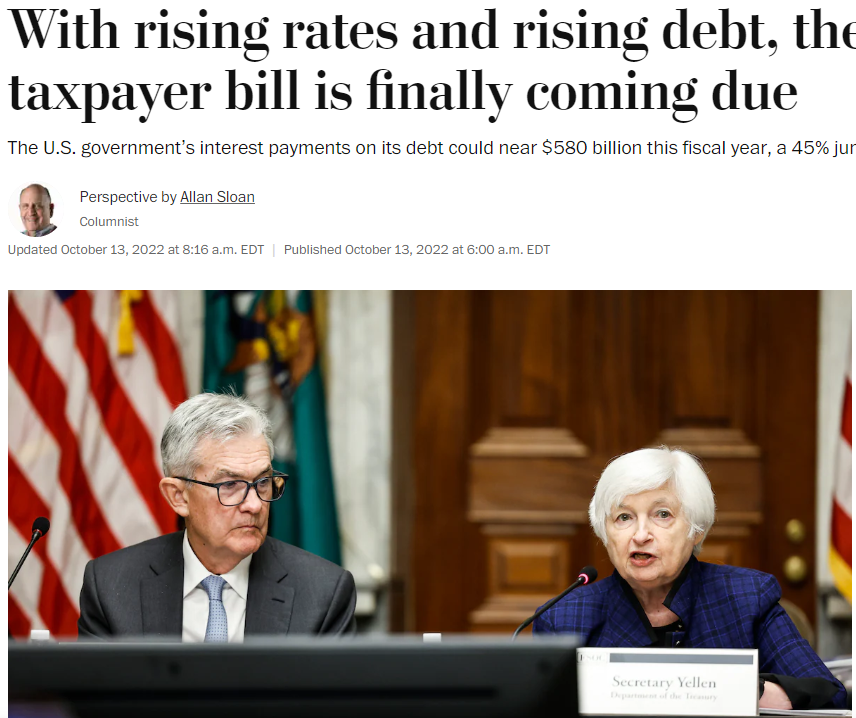 With rising rates and rising debt, the
taxpayer bill is finally coming due
The U.S. government’s interest payments on its debt could near $580 billion this fiscal year, a 45% jur
Perspective by Allan Sloan
Columnist
Updated October 13, 2022 at 8:16 a.m. EDT | Published October 13, 2022 at 6:00 a.m. EDT
Secretary Yellen
Department of the Treasury